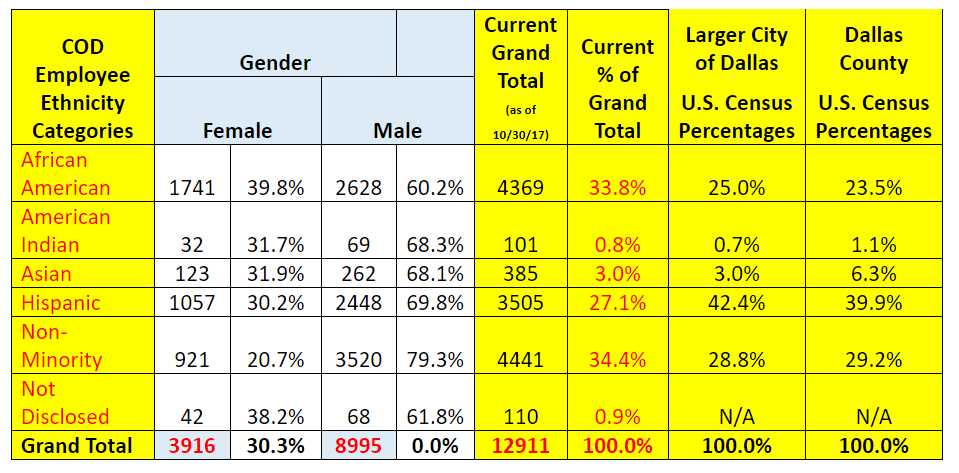 COD
Employee
Ethnicity
Categories
Gender
Female
Male
Current
Grand
Total
(as of
10/30/17)
Current
% of
Grand
Total
Larger City
of Dallas
U.S. Census
Percentages
Dallas
County
U.S. Census
Percentages
African
American 1741 39.8% 2628 60.2% 4369 33.8% 25.0% 23.5%
American
Indian 32 31.7% 69 68.3% 101 0.8% 0.7% 1.1%
Asian 123 31.9% 262 68.1% 385 3.0% 3.0% 6.3%
Hispanic 1057 30.2% 2448 69.8% 3505 27.1% 42.4% 39.9%
Non-
Minority 921 20.7% 3520 79.3% 4441 34.4% 28.8% 29.2%
Not
Disclosed 42 38.2% 68 61.8% 110 0.9% N/A N/A
Grand Total 3916 30.3% 8995 0.0% 12911 100.0% 100.0% 100.0%